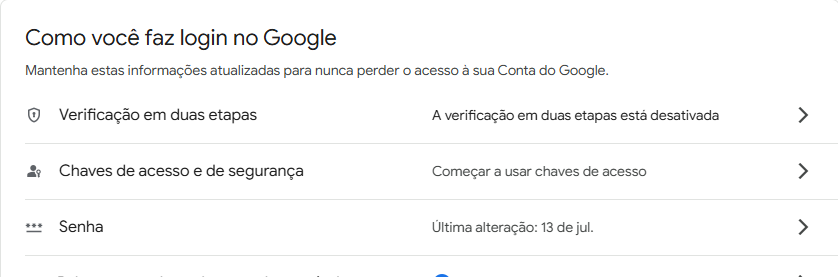 Como você faz login no Google
Mantenha estas informações atualizadas para nunca perder o acesso à sua Conta do Google.
Verificação em duas etapas
A verificação em duas etapas está desativada
Chaves de acesso e de segurança
Começar a usar chaves de acesso
Senha
Última alteração: 13 de jul.